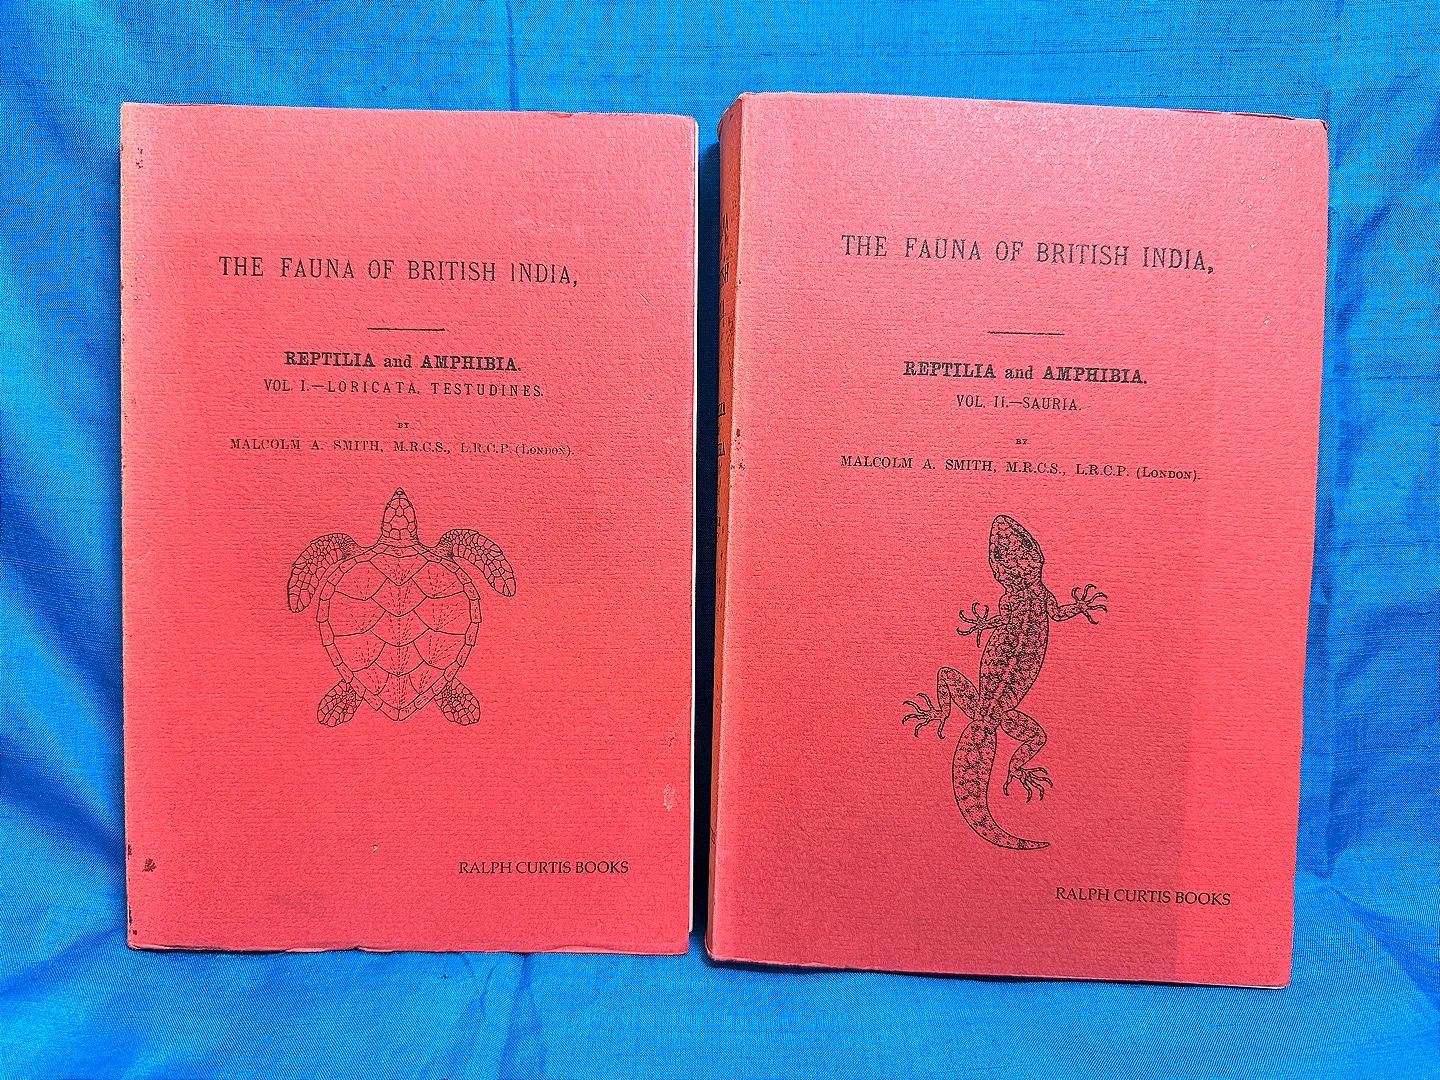 THE FAUNA OF BRITISH INDIA,
REPTILIA and AMPHIBIA.
VOL. I.—LORICATA, TESTUDINES.
BY
MALCOLM A. SMITH, M.R.C.S., L.R.C.P. (LONDON).
RALPH CURTIS BOOKS
THE FAUNA OF BRITISH INDIA,
REPTILIA and AMPHIBIA.
VOL. II.—SAURIA.
BY
MALCOLM A. SMITH, M.R.C.S., L.R.C.P. (LONDON).
RALPH CURTIS BOOKS